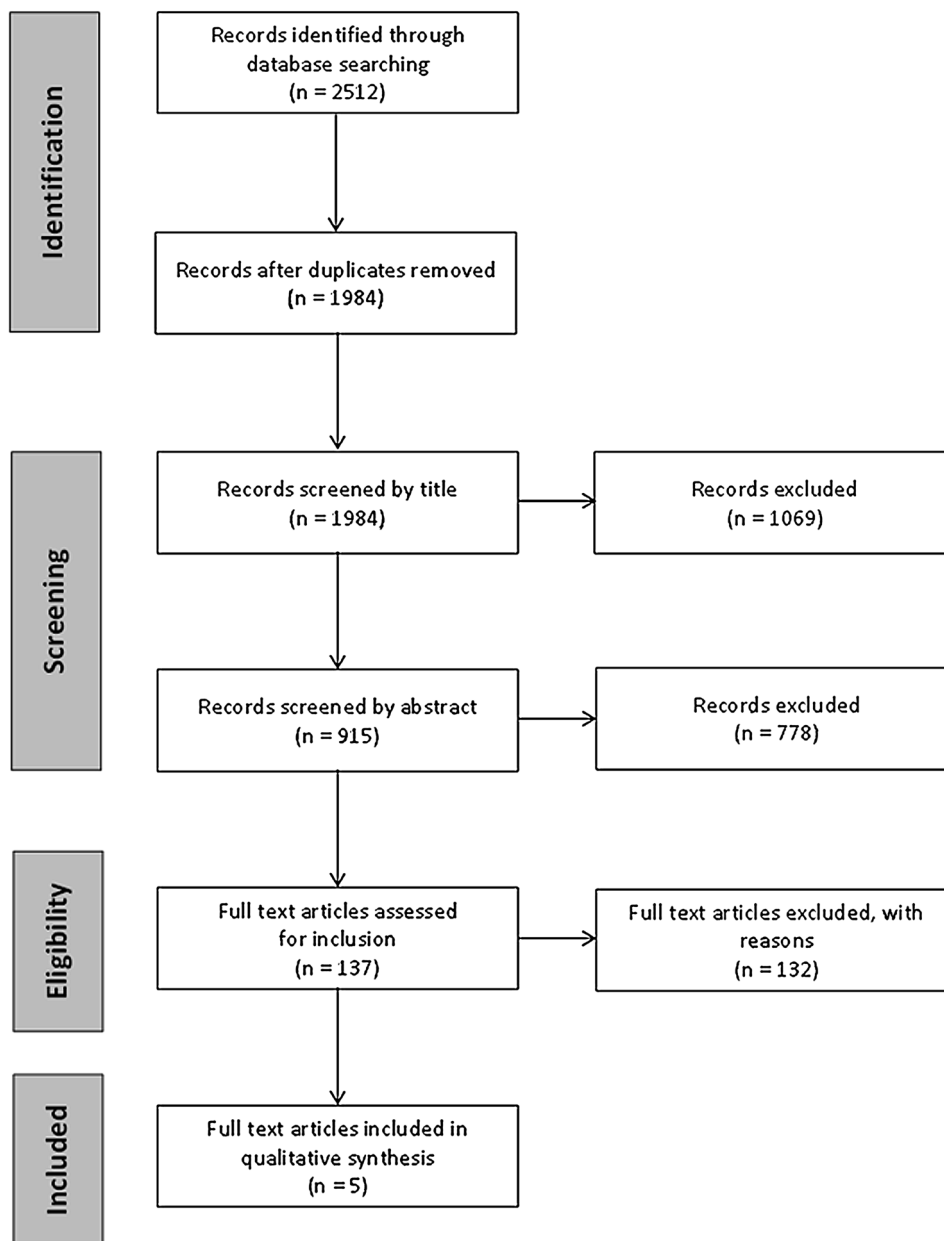 Identification
Records identified through
database searching
(n = 2512)
Records after duplicates removed
(n = 1984)
Screening
Records screened by title
(n = 1984)
Records excluded
(n = 1069)
Records screened by abstract
(n = 915)
Records excluded
(n = 778)
Eligibility
Full text articles assessed
for inclusion
(n = 137)
Full text articles excluded, with
reasons
(n = 132)
Included
Full text articles included in
qualitative synthesis
(n = 5)